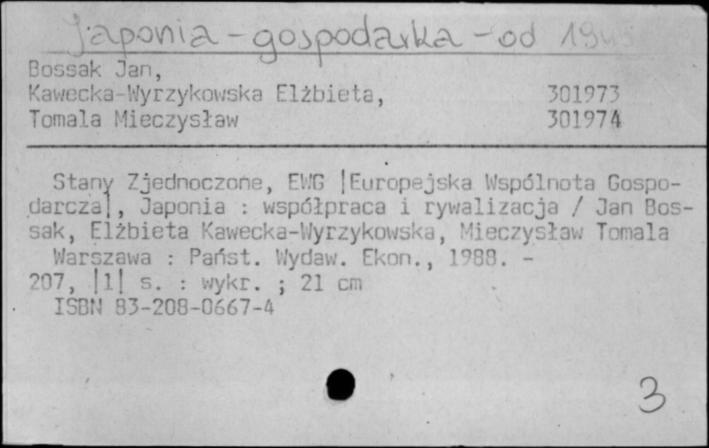 Japonia - gospodarka - od 1945
Bossak Jan,
Kawecka-Wyrzykowska Elżbieta, 301973
Tomala Mieczysław 301974
Stany Zjednoczone, EWG |Europejska Wspólnota Gospo-
darcza|, Japonia : współpraca i rywalizacja / Jan Bos-
sak, Elżbieta Kawecka-Wyrzykowska, Mieczysław Tomala
Warszawa : Państ. Wydaw. Ekon., 1988. -
207, |1| s. : wykr. ; 21 cm
ISBN 83-208-0667-4
3